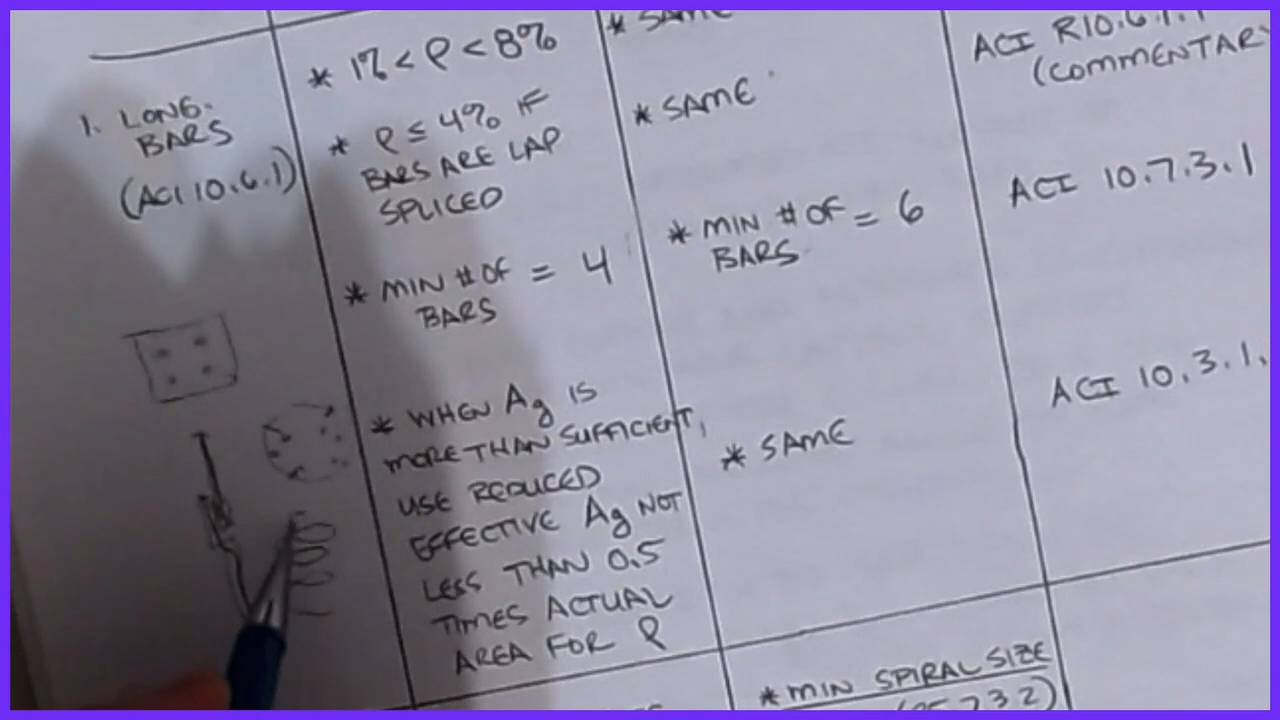 1. LONG.
BARS
(ACI 10.6.1)
* 1% < ρ < 8%
* ρ ≤ 4% IF
BARS ARE LAP
SPLICED
* MIN # OF = 4
BARS
* WHEN Ag IS
MORE THAN SUFFICIENT,
USE REDUCED
EFFECTIVE Ag NOT
LESS THAN 0.5
TIMES ACTUAL
AREA FOR ρ
* SAME
* SAME
* MIN # OF = 6
BARS
* SAME
* MIN SPIRAL SIZE
ACI R10.6.1.1
(COMMENTARY
ACI 10.7.3.1
ACI 10.3.1.